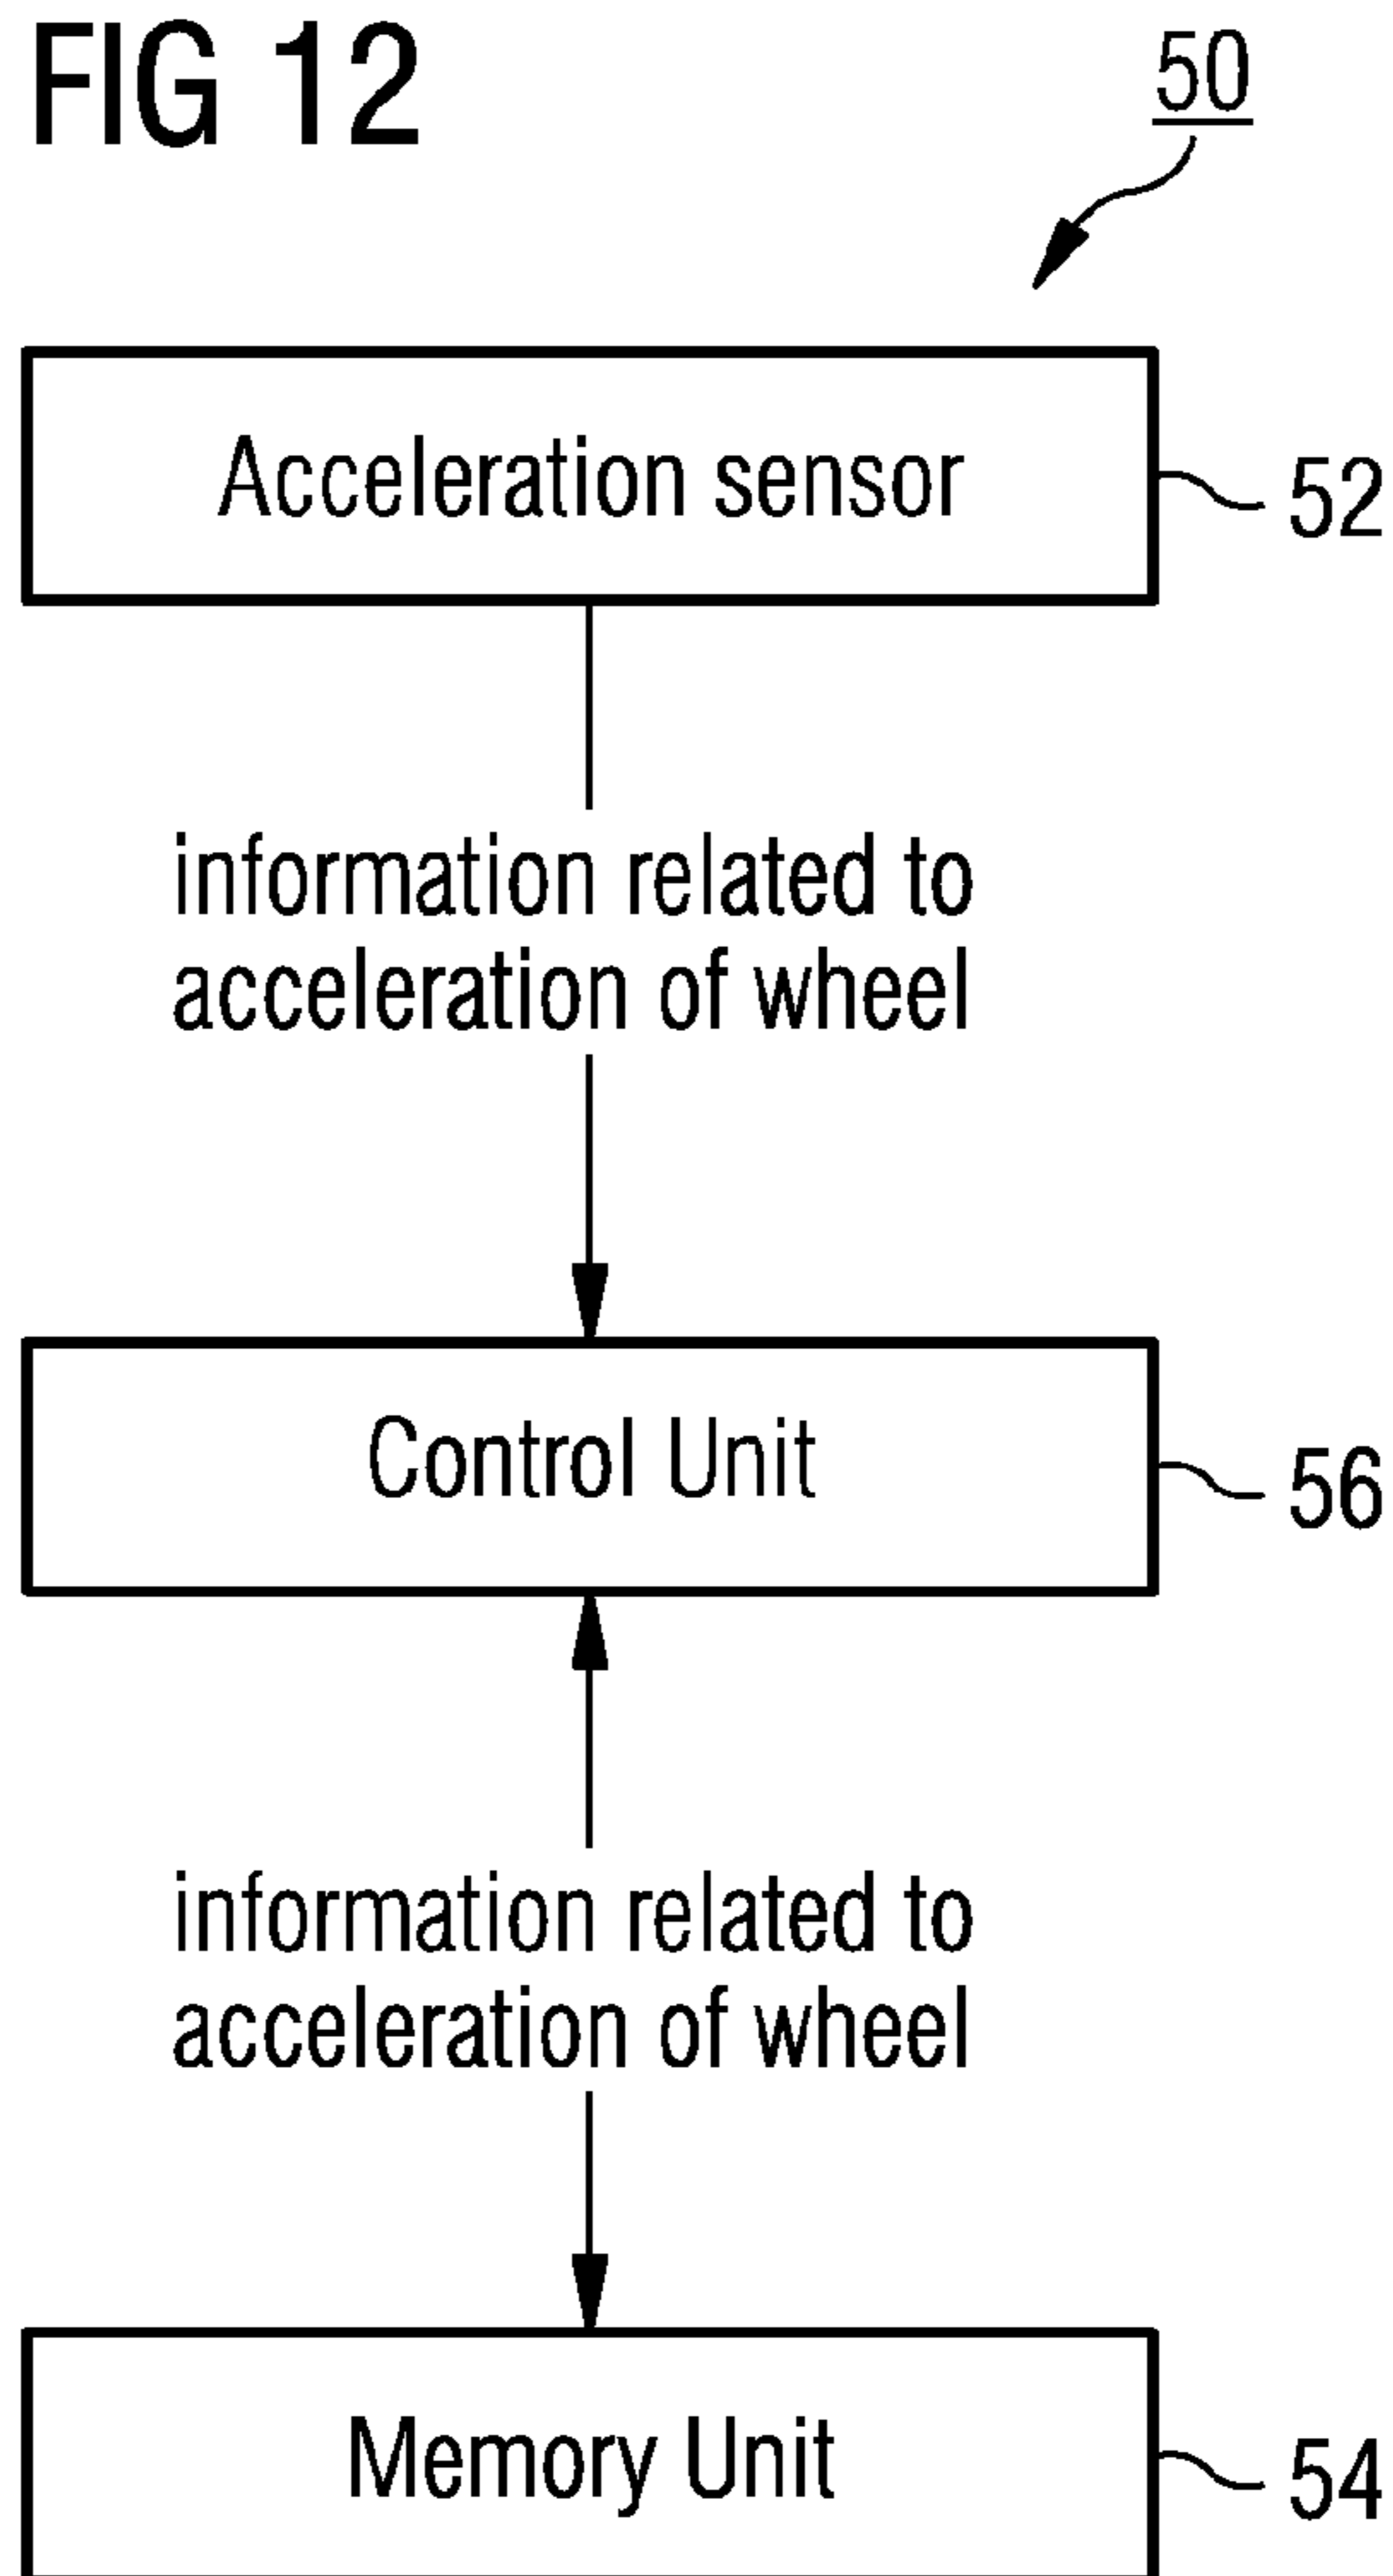 FIG 12
50
Acceleration sensor
52
information related to
acceleration of wheel
Control Unit
56
information related to
acceleration of wheel
Memory Unit
54